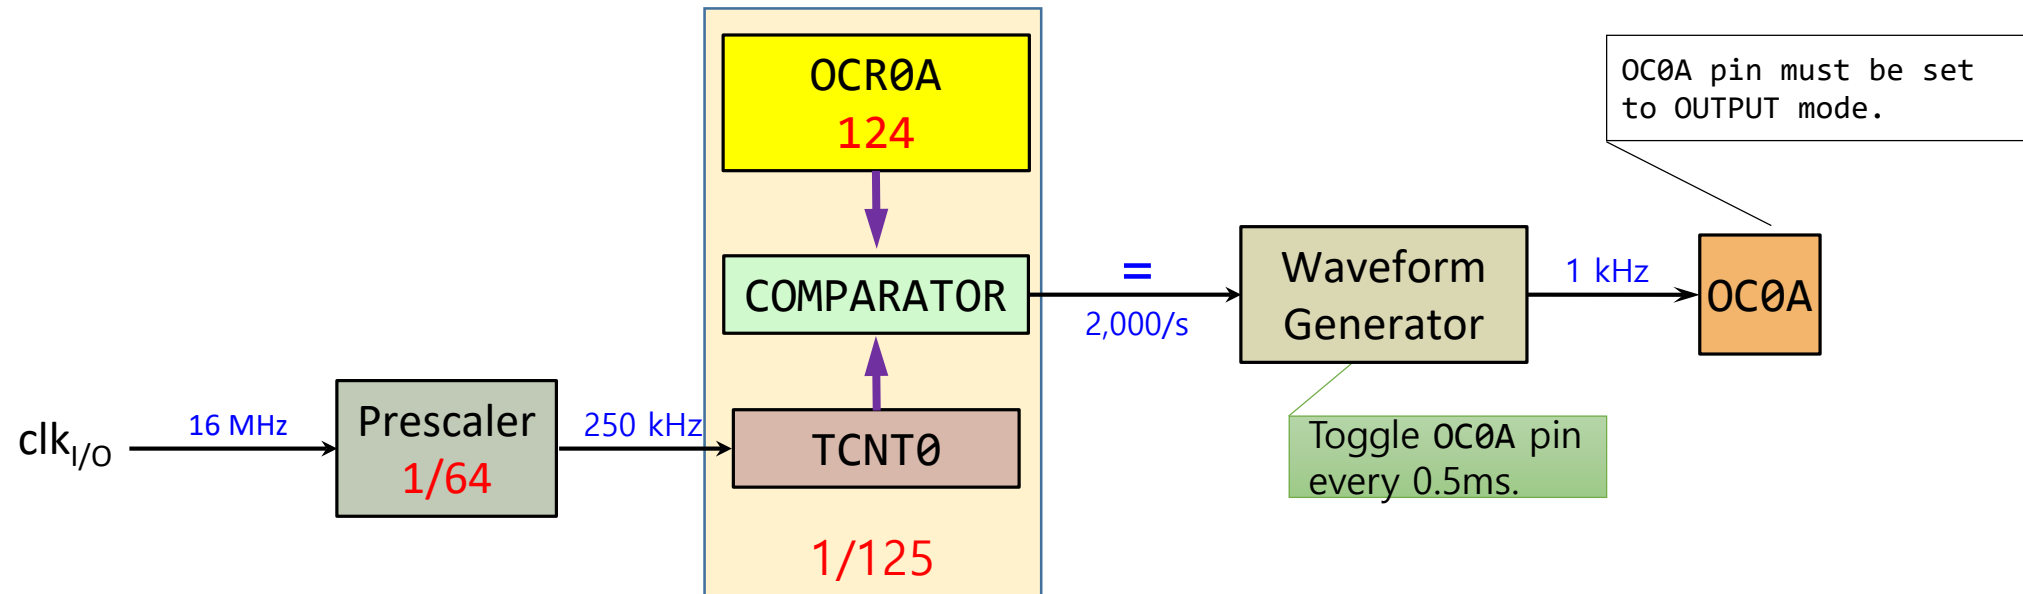 OCR0A
124
OC0A pin must be set
to OUTPUT mode.
COMPARATOR
=
2,000/s
Waveform
Generator
1 kHz
OC0A
clkI/O
16 MHz
Prescaler
1/64
250 kHz
TCNT0
Toggle OC0A pin
every 0.5ms.
1/125